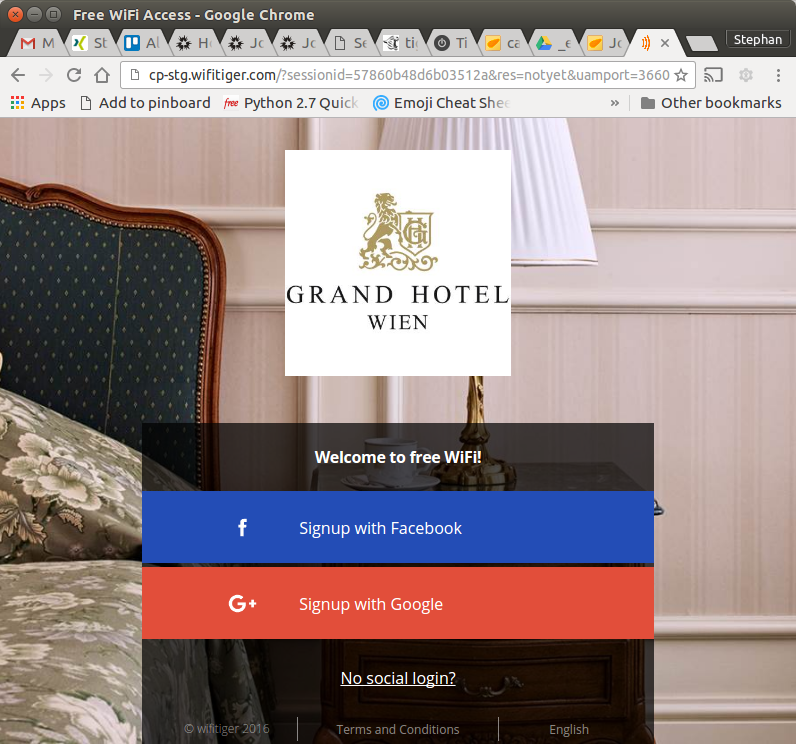 Free WiFi Access - Google Chrome
M St Al H Jo Jo Se tig Ti ca _e Jo Stephan
cp-stg.wifitiger.com/?sessionid=57860b48d6b03512a&res=notyet&uamport=3660
Apps Add to pinboard free Python 2.7 Quick Emoji Cheat Shee » Other bookmarks
GH
GRAND HOTEL
WIEN
Welcome to free WiFi!
f Signup with Facebook
G+ Signup with Google
No social login?
© wifitiger 2016 Terms and Conditions English